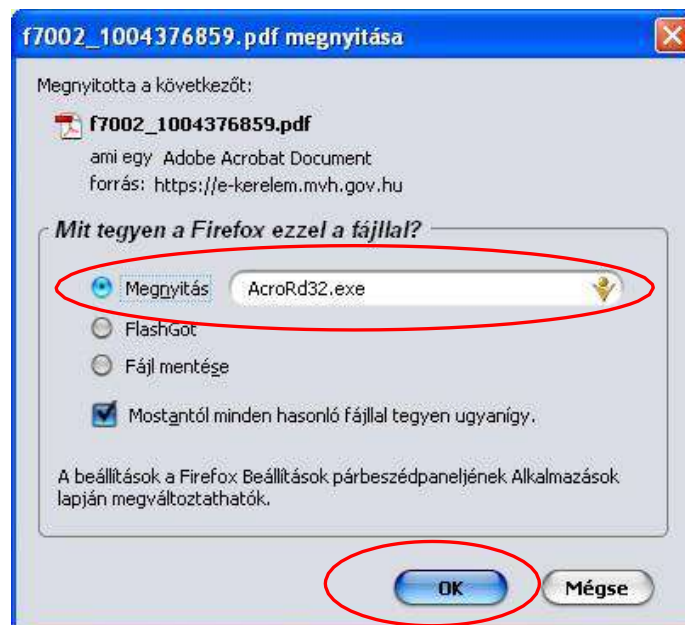 f7002_1004376859.pdf megnyitása
Megnyitotta a következőt:
f7002_1004376859.pdf
ami egy Adobe Acrobat Document
forrás: https://e-kerelem.mvh.gov.hu
Mit tegyen a Firefox ezzel a fájllal?
Megnyitás AcroRd32.exe
FlashGot
Fájl mentése
Mostantól minden hasonló fájllal tegyen ugyanígy.
A beállítások a Firefox Beállítások párbeszédpaneljének Alkalmazások
lapján megváltoztathatók.
OK Mégse